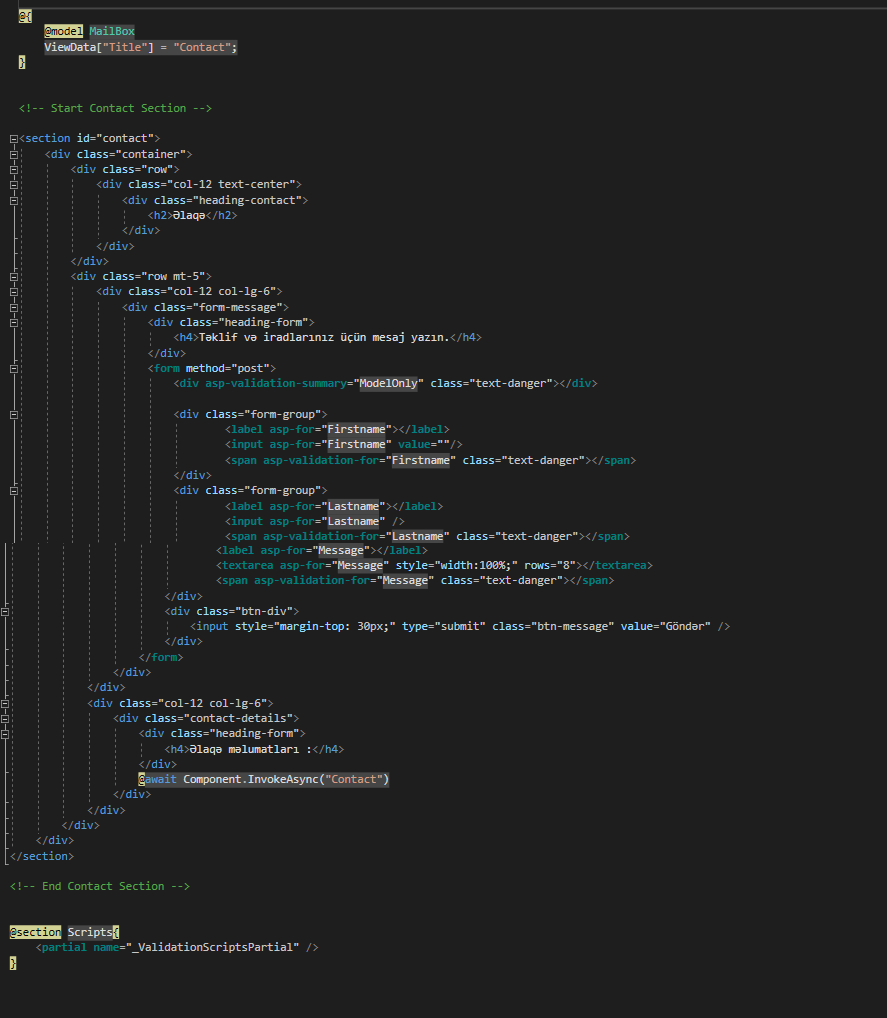 @{
@model MailBox
ViewData["Title"] = "Contact";
}
<!-- Start Contact Section -->
<section id="contact">
<div class="container">
<div class="row">
<div class="col-12 text-center">
<div class="heading-contact">
<h2>Əlaqə</h2>
</div>
</div>
</div>
<div class="row mt-5">
<div class="col-12 col-lg-6">
<div class="form-message">
<div class="heading-form">
<h4>Təklif və iradlarınız üçün mesaj yazın.</h4>
</div>
<form method="post">
<div asp-validation-summary="ModelOnly" class="text-danger"></div>
<div class="form-group">
<label asp-for="Firstname"></label>
<input asp-for="Firstname" value=""/>
<span asp-validation-for="Firstname" class="text-danger"></span>
</div>
<div class="form-group">
<label asp-for="Lastname"></label>
<input asp-for="Lastname" />
<span asp-validation-for="Lastname" class="text-danger"></span>
<label asp-for="Message"></label>
<textarea asp-for="Message" style="width:100%;" rows="8"></textarea>
<span asp-validation-for="Message" class="text-danger"></span>
</div>
<div class="btn-div">
<input style="margin-top: 30px;" type="submit" class="btn-message" value="Göndər" />
</div>
</form>
</div>
</div>
<div class="col-12 col-lg-6">
<div class="contact-details">
<div class="heading-form">
<h4>Əlaqə məlumatları :</h4>
</div>
@await Component.InvokeAsync("Contact")
</div>
</div>
</div>
</div>
</section>
<!-- End Contact Section -->
@section Scripts{
<partial name="_ValidationScriptsPartial" />
}